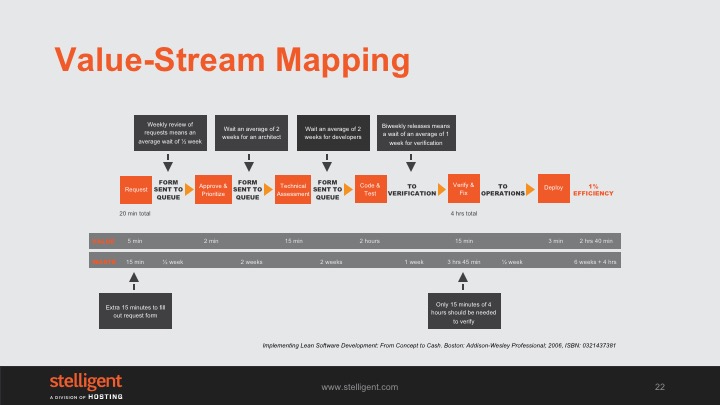 Value-Stream Mapping
Weekly review of
requests means an
average wait of ½ week
Wait an average of 2
weeks for an architect
Wait an average of 2
weeks for developers
Biweekly releases means
a wait an average of 1
week for verification
Request
FORM
SENT TO
QUEUE
Approve &
Prioritize
FORM
SENT TO
QUEUE
Technical
Assessment
FORM
SENT TO
QUEUE
Code &
Test
TO
VERIFICATION
Verify &
Fix
TO
OPERATIONS
Deploy
1%
EFFICIENCY
20 min total
4 hrs total
5 min 2 min 15 min 2 hours 15 min 3 min 2 hrs 40 min
15 min ½ week 2 weeks 2 weeks 1 week 3 hrs 45 min ½ week 6 weeks + 4 hrs
Extra 15 minutes to fill
out request form
Only 15 minutes of 4
hours should be needed
to verify
Implementing Lean Software Development: From Concept to Cash. Boston: Addison-Wesley Professional; 2006, ISBN: 0321437381
stelligent
A DIVISION OF HOSTING
www.stelligent.com
22